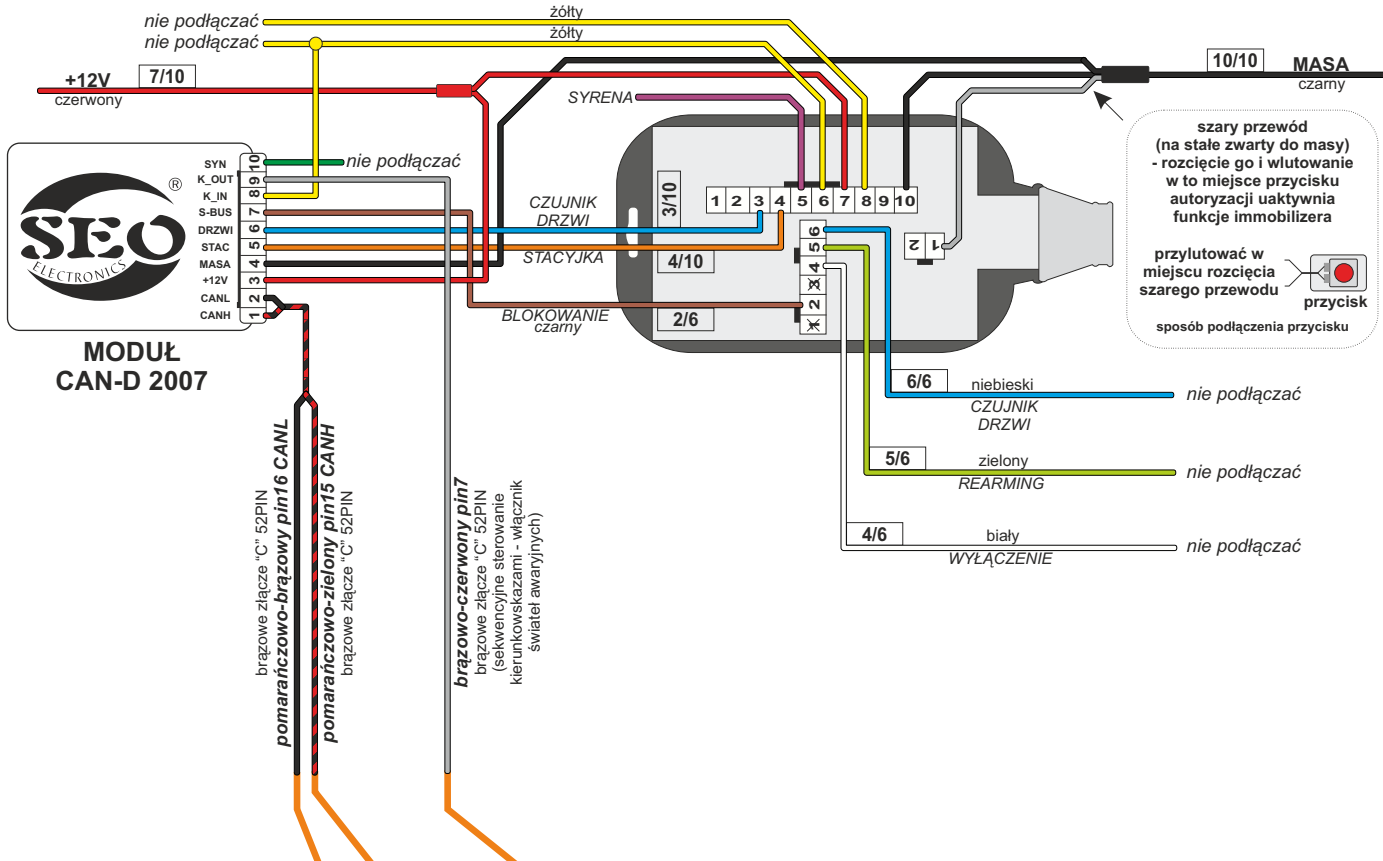 nie podłączać
żółty
nie podłączać
żółty
+12V
7/10
czerwony
10/10
MASA
czarny
SYRENA
szary przewód
(na stałe zwarty do masy)
- rozcięcie go i wlutowanie
w to miejsce przycisku
autoryzacji uaktywnia
funkcje immobilizera
przylutować w
miejscu rozcięcia
szarego przewodu
przycisk
sposób podłączenia przycisku
SEO
®
ELECTRONICS
SYN 10
K_OUT 9
K_IN 8
S-BUS 7
DRZWI 6
STAC 5
MASA 4
+12V 3
CANL 2
CANH 1
nie podłączać
MODUŁ
CAN-D 2007
CZUJNIK
DRZWI
3/10
STACYJKA
4/10
BLOKOWANIE
czarny
2/6
1 2 3 4 5 6 7 8 9 10
6
5
4
3
2
1
2 1
6/6
niebieski
CZUJNIK
DRZWI
nie podłączać
5/6
zielony
REARMING
nie podłączać
4/6
biały
WYŁĄCZENIE
nie podłączać
brązowe złącze "C" 52PIN
pomarańczowo-brązowy pin16 CANL
pomarańczowo-zielony pin15 CANH
brązowe złącze "C" 52PIN
brązowo-czerwony pin7
brązowe złącze "C" 52PIN
(sekwencyjne sterowanie
kierunkowskazami - włącznik
świateł awaryjnych)